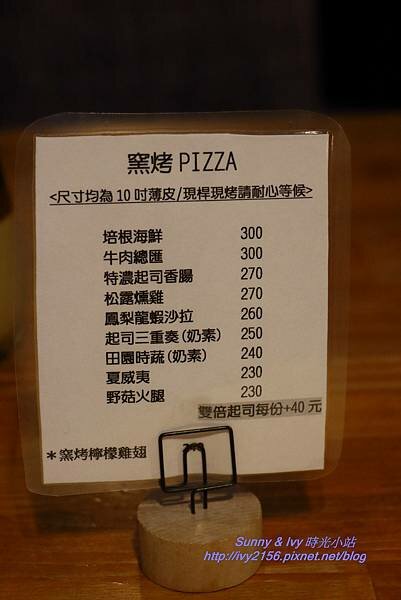 窯烤 PIZZA
<尺寸均為10吋薄皮/現桿現烤請耐心等候>
培根海鮮 300
牛肉總匯 300
特濃起司香腸 270
松露燻雞 270
鳳梨龍蝦沙拉 260
起司三重奏(奶素) 250
田園時蔬(奶素) 240
夏威夷 230
野菇火腿 230
雙倍起司每份+40元
＊窯烤檸檬雞翅
Sunny & Ivy 時光小站
http://ivy2156.pixnet.net/blog